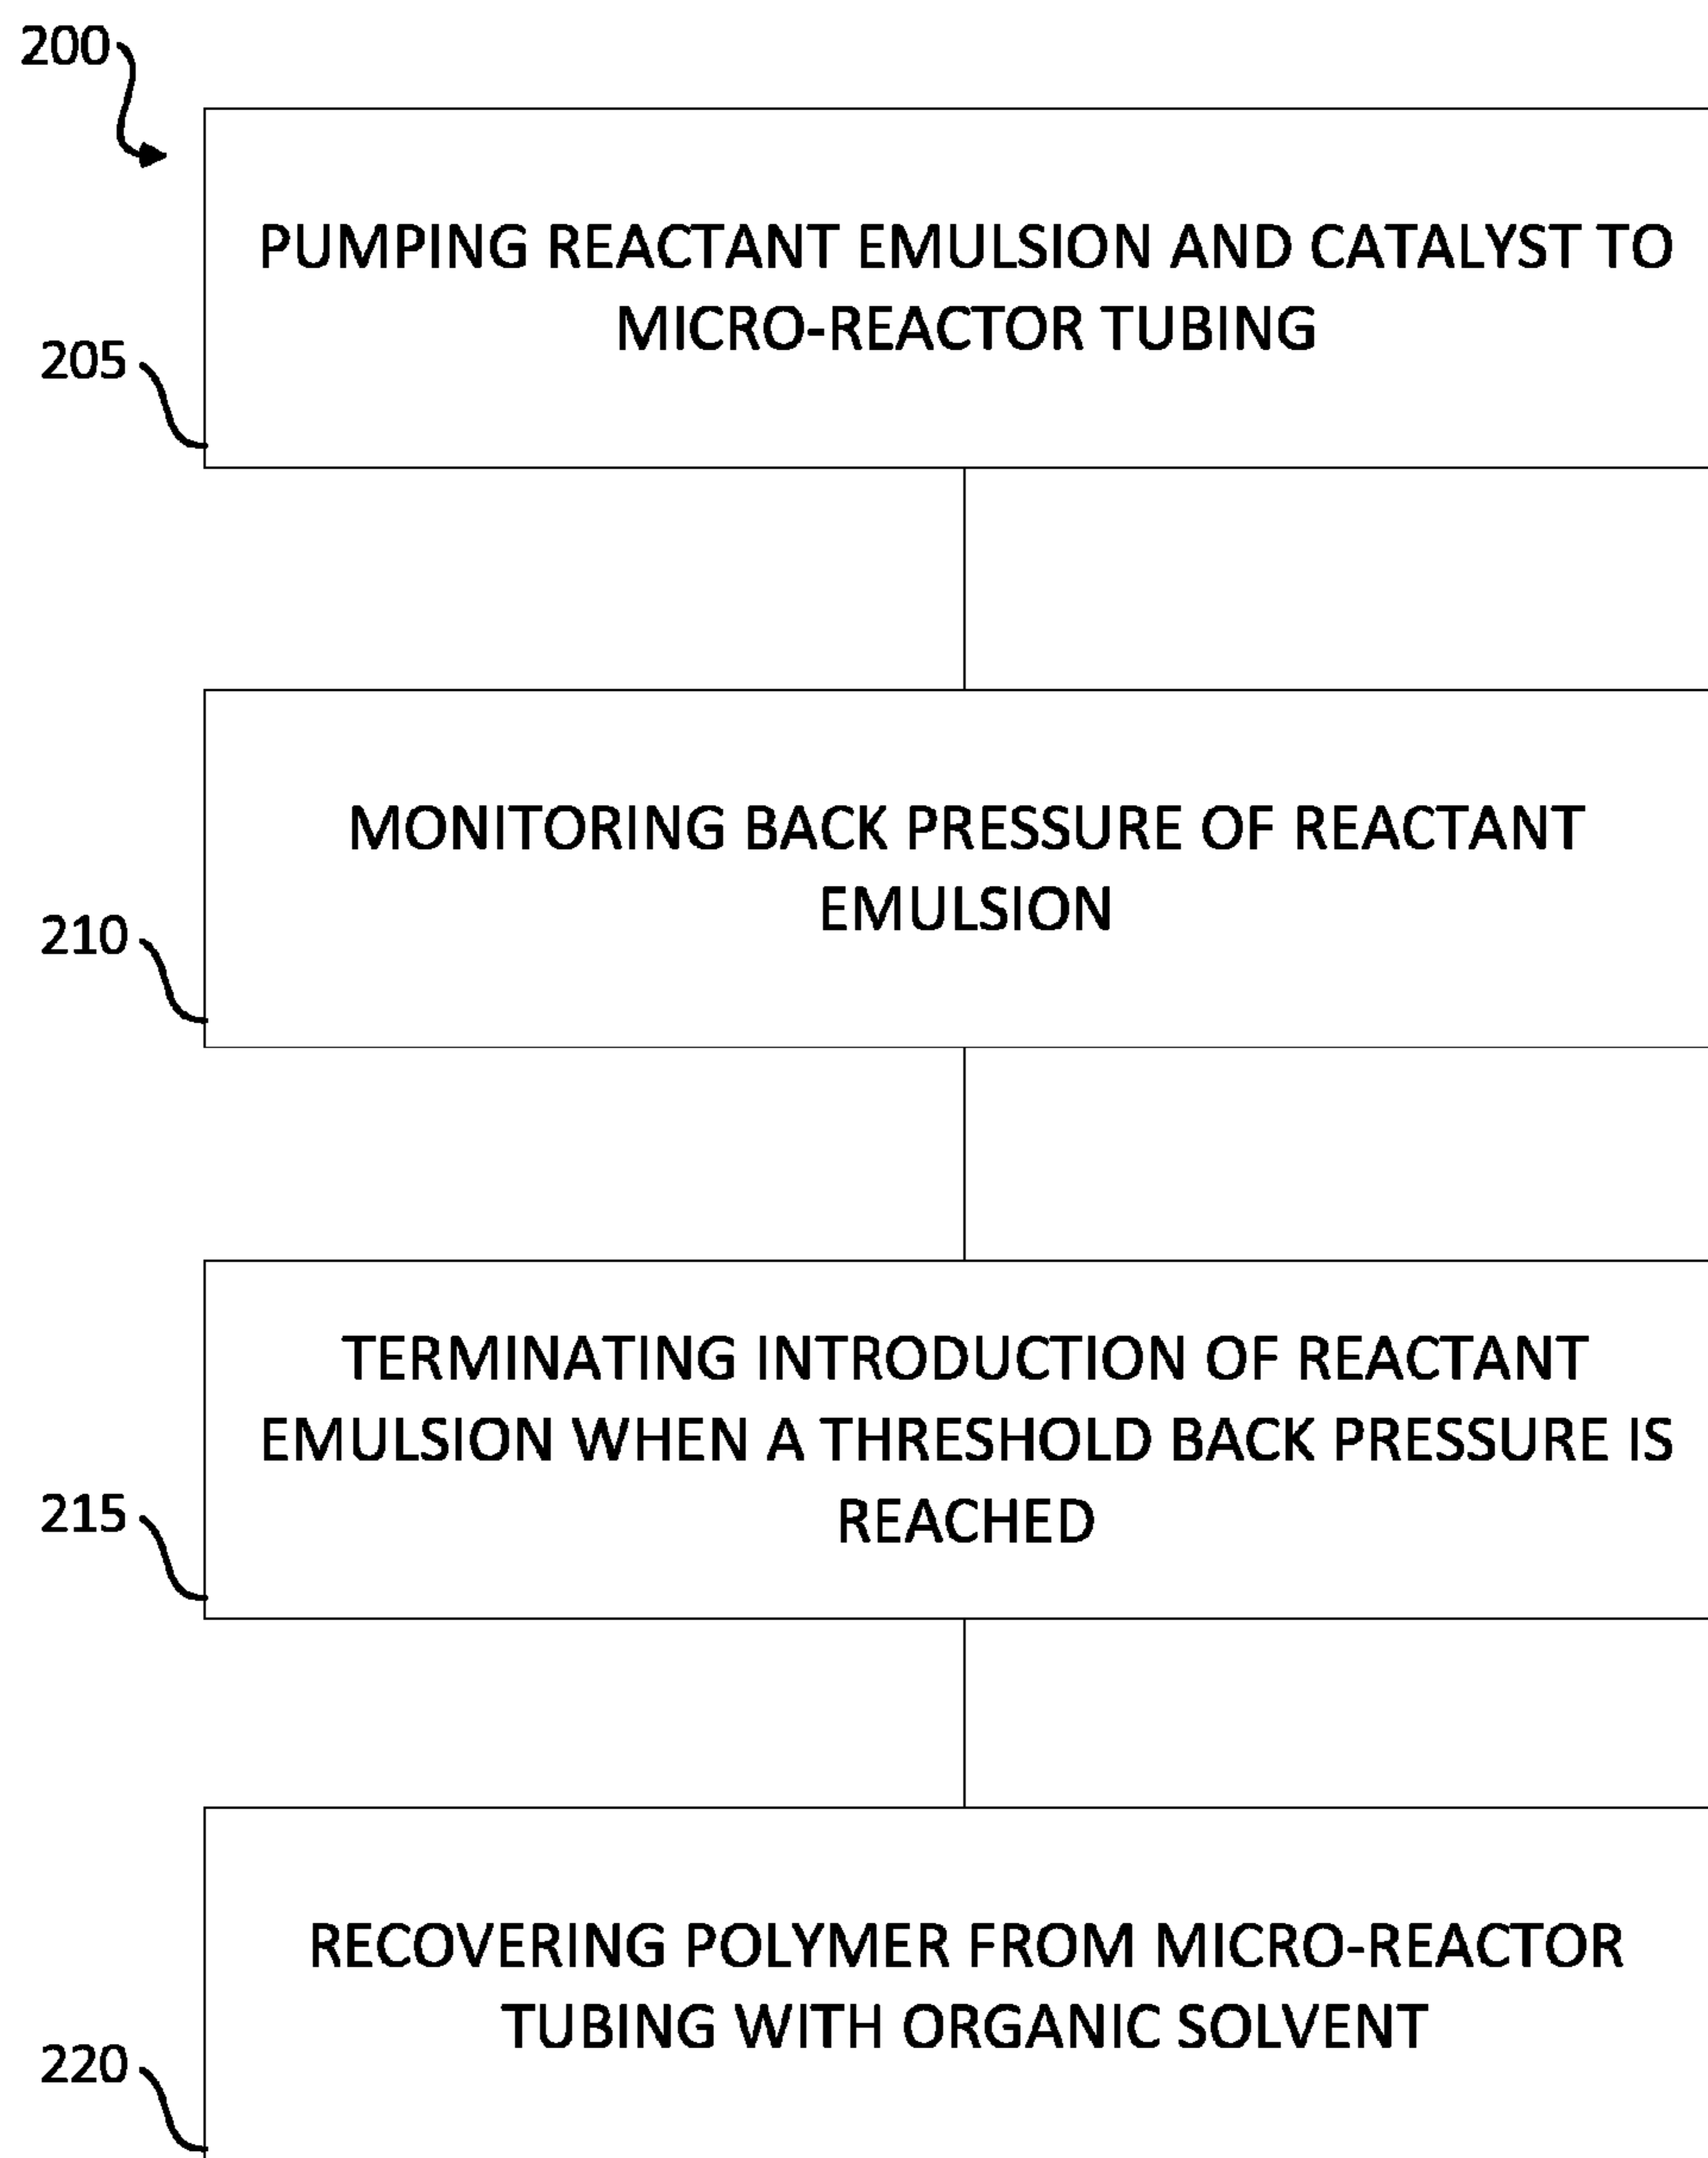 200
PUMPING REACTANT EMULSION AND CATALYST TO
MICRO-REACTOR TUBING
205
MONITORING BACK PRESSURE OF REACTANT
EMULSION
210
TERMINATING INTRODUCTION OF REACTANT
EMULSION WHEN A THRESHOLD BACK PRESSURE IS
REACHED
215
RECOVERING POLYMER FROM MICRO-REACTOR
TUBING WITH ORGANIC SOLVENT
220